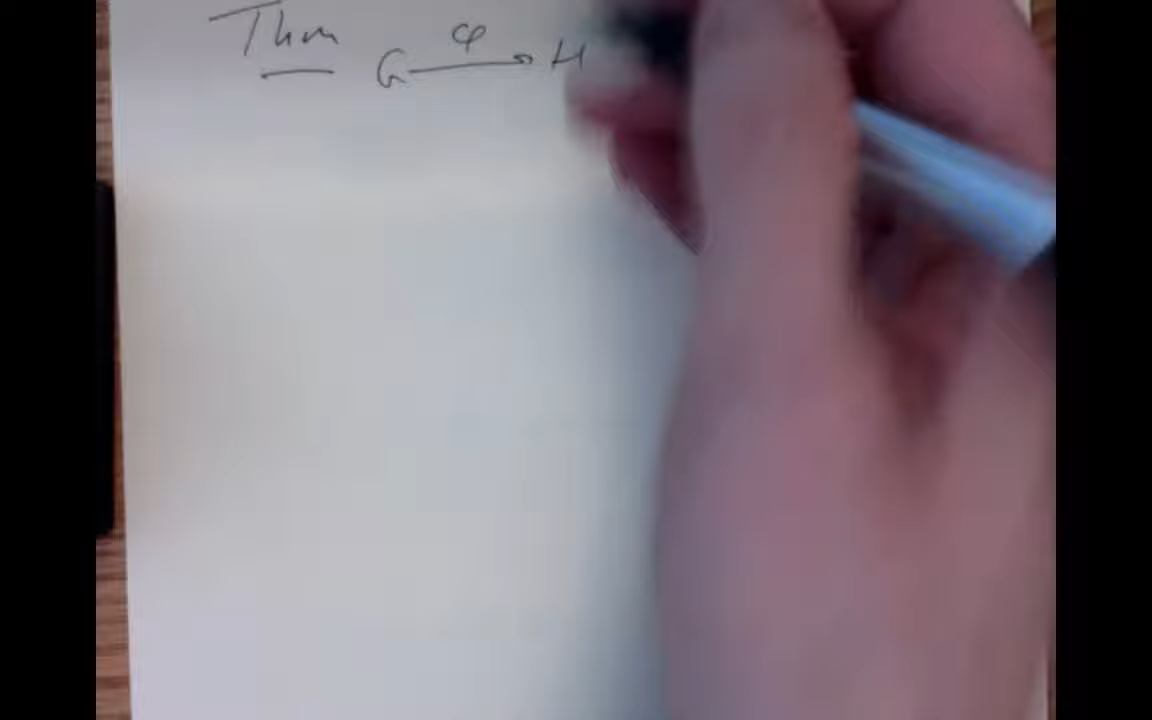 Thm G φ → H